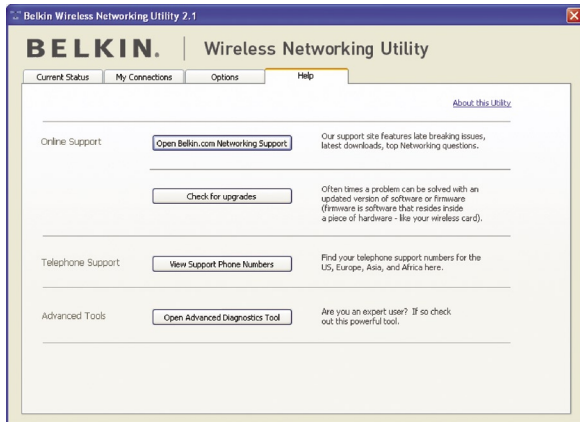 Belkin Wireless Networking Utility 2.1
BELKIN. Wireless Networking Utility
Current Status My Connections Options Help
About this Utility
Online Support Open Belkin.com Networking Support
Our support site features late breaking issues,
latest downloads, top Networking questions.
Check for upgrades
Often times a problem can be solved with an
updated version of software or firmware
(firmware is software that resides inside
a piece of hardware - like your wireless card).
Telephone Support View Support Phone Numbers
Find your telephone support numbers for the
US, Europe, Asia, and Africa here.
Advanced Tools Open Advanced Diagnostics Tool
Are you an expert user? If so check
out this powerful tool.